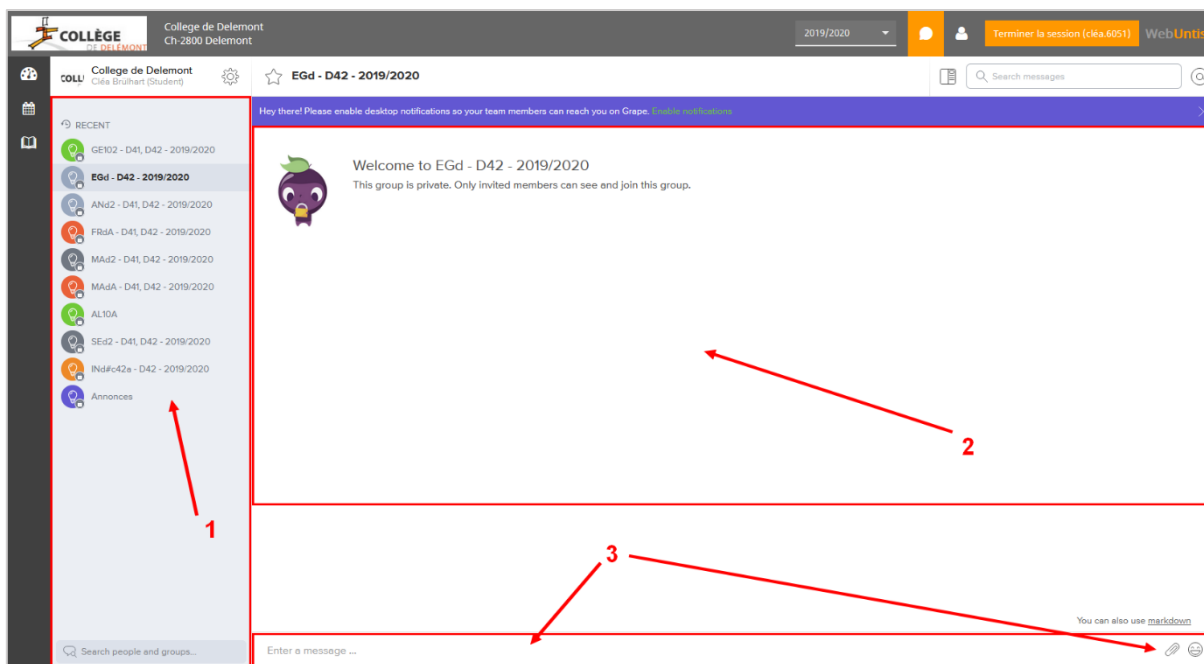 COLLÈGE
DE DELÉMONT
College de Delemont
Ch-2800 Delemont
2019/2020
Terminer la session (cléa.6051)
WebUntis
COLL
College de Delemont
Cléa Brülhart (Student)
EGd - D42 - 2019/2020
Search messages
Hey there! Please enable desktop notifications so your team members can reach you on Grape. Enable notifications
RECENT
GE102 - D41, D42 - 2019/2020
EGd - D42 - 2019/2020
ANd2 - D41, D42 - 2019/2020
FRdA - D41, D42 - 2019/2020
MAd2 - D41, D42 - 2019/2020
MAdA - D41, D42 - 2019/2020
AL10A
SEd2 - D41, D42 - 2019/2020
INd#c42a - D42 - 2019/2020
Annonces
1
Search people and groups...
Welcome to EGd - D42 - 2019/2020
This group is private. Only invited members can see and join this group.
2
3
You can also use markdown
Enter a message ...